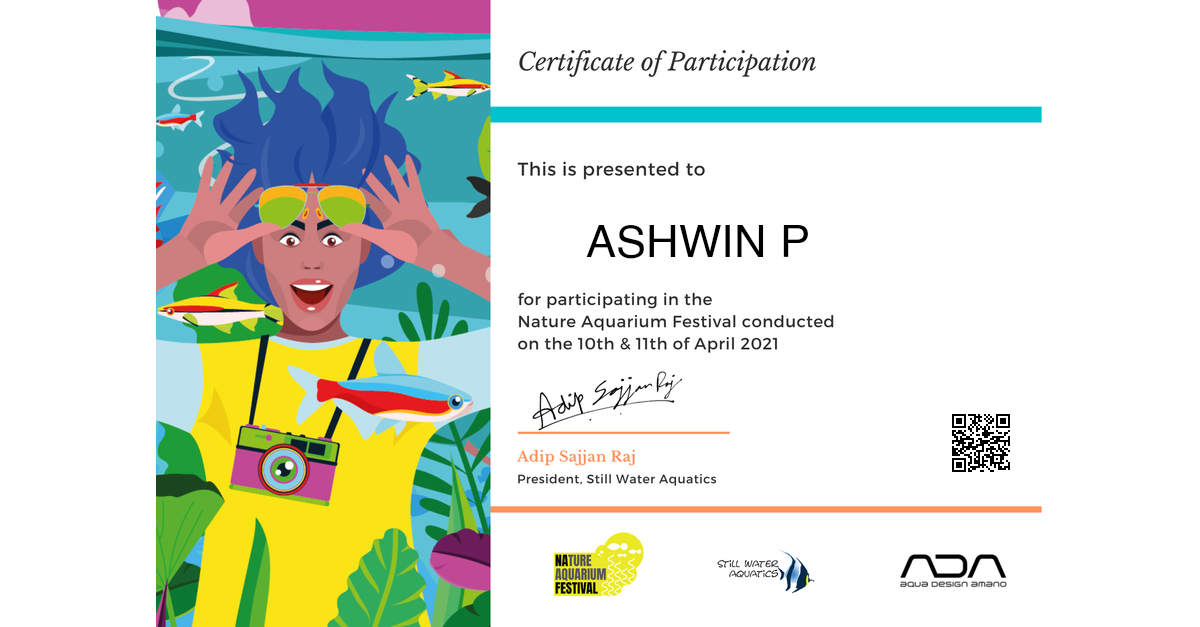 Certificate of Participation
This is presented to
ASHWIN P
for participating in the
Nature Aquarium Festival conducted
on the 10th & 11th of April 2021
Adip Sajjan Raj
Adip Sajjan Raj
President, Still Water Aquatics
NATURE
AQUARIUM
FESTIVAL
STILL WATER
AQUATICS
ADA
aqua design amano